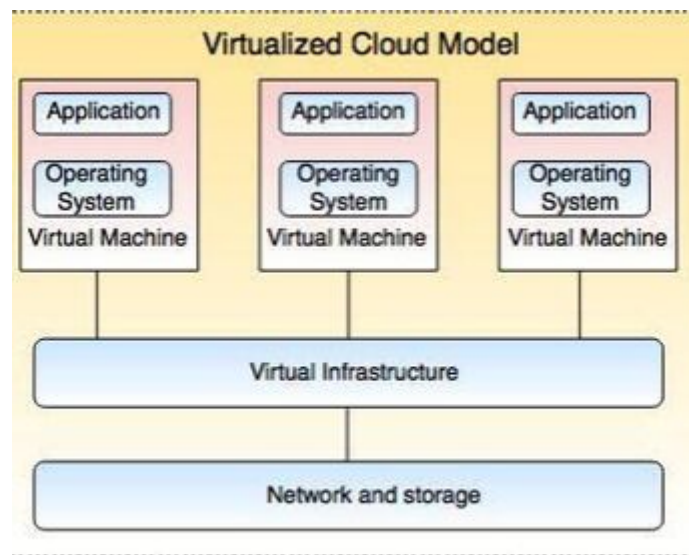 Virtualized Cloud Model
Application
Operating
System
Virtual Machine
Application
Operating
System
Virtual Machine
Application
Operating
System
Virtual Machine
Virtual Infrastructure
Network and storage